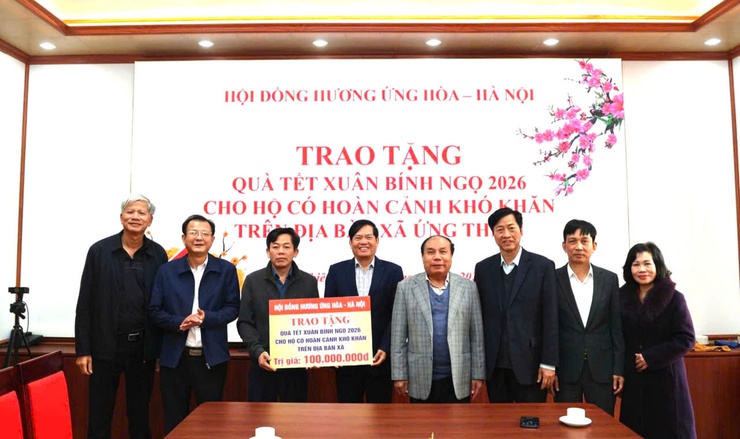 HỘI ĐỒNG HƯƠNG ỨNG HÒA – HÀ NỘI
TRAO TẶNG
QUÀ TẾT XUÂN BÍNH NGỌ 2026
CHO HỘ CÓ HOÀN CẢNH KHÓ KHĂN
TRÊN ĐỊA BÀN XÃ ỨNG
HỘI ĐỒNG HƯƠNG ỨNG HÒA - HÀ NỘI
TRAO TẶNG
QUÀ TẾT XUÂN BÍNH NGỌ 2026
CHO HỘ CÓ HOÀN CẢNH KHÓ KHĂN
TRÊN ĐỊA BÀN XÃ
Trị giá: 100.000.000đ